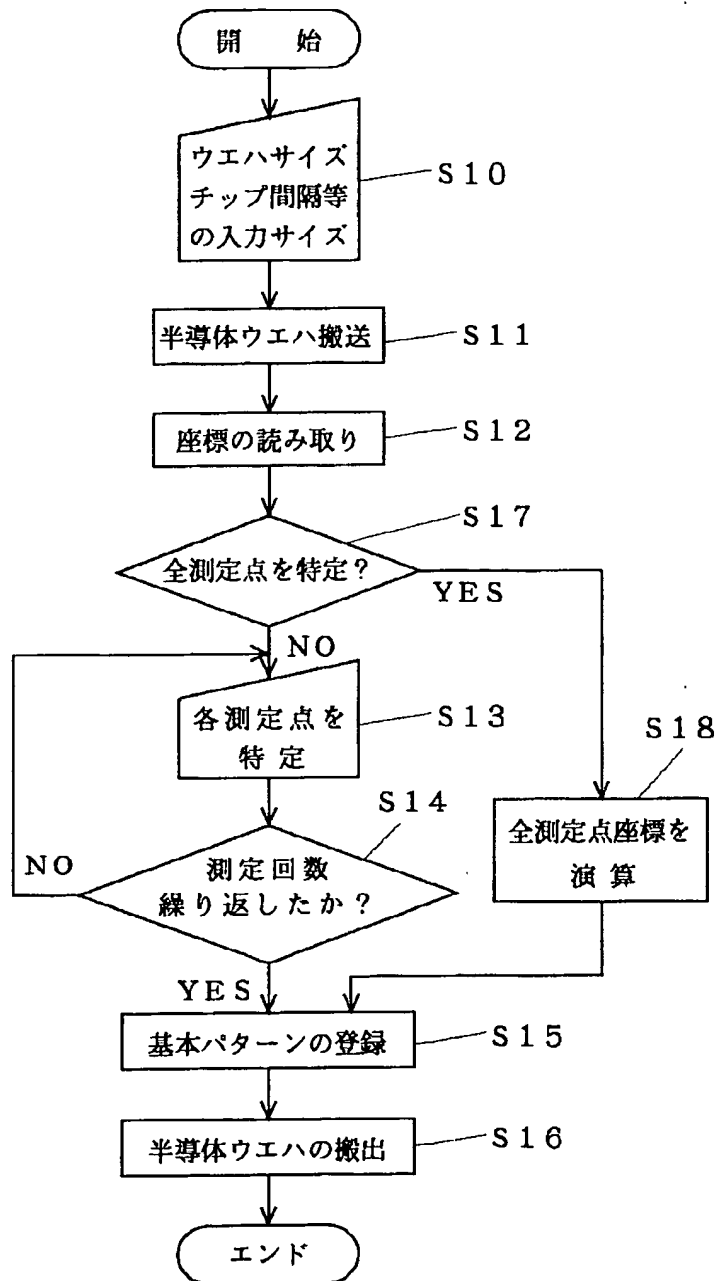 開 始
ウエハサイズ
チップ間隔等
の入力サイズ
S10
半導体ウエハ搬送
S11
座標の読み取り
S12
全測定点を特定？
S17
YES
NO
各測定点を
特定
S13
S18
全測定点座標を
演算
S14
測定回数
繰り返したか？
NO
YES
基本パターンの登録
S15
半導体ウエハの搬出
S16
エンド